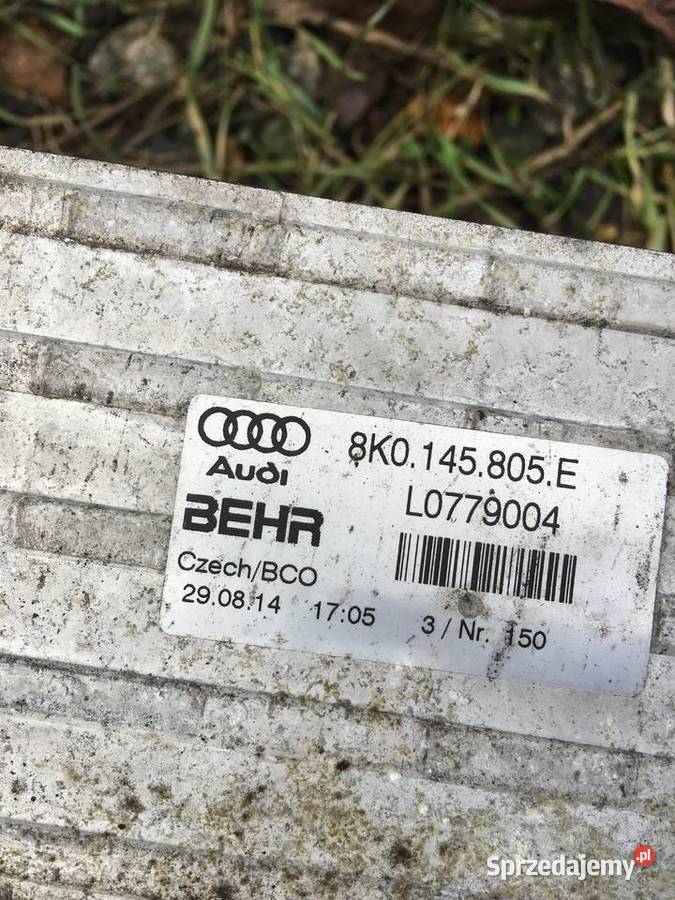 Audi
8K0.145.805.E
BEHR
L0779004
Czech/BCO
29.08.14 17:05
3 / Nr. 150
Sprzedajemy.pl